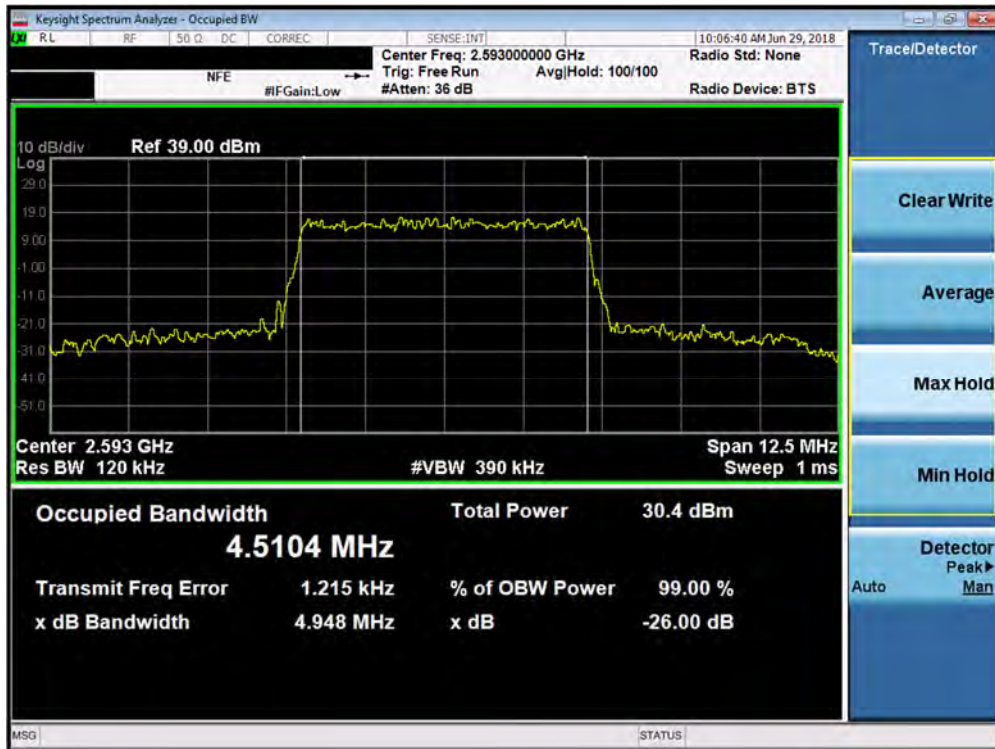 Keysight Spectrum Analyzer - Occupied BW
LXI RL RF 50 Ω DC CORREC SENSE:INT 10:06:40 AM Jun 29, 2018
Center Freq: 2.593000000 GHz Radio Std: None
NFE Trig: Free Run Avg|Hold: 100/100
#IFGain:Low #Atten: 36 dB Radio Device: BTS
Trace/Detector
10 dB/div Ref 39.00 dBm
Log
29.0
19.0
9.00
-1.00
-11.0
-21.0
-31.0
-41.0
-51.0
Center 2.593 GHz Span 12.5 MHz
Res BW 120 kHz #VBW 390 kHz Sweep 1 ms
Occupied Bandwidth Total Power 30.4 dBm
4.5104 MHz
Transmit Freq Error 1.215 kHz % of OBW Power 99.00 %
x dB Bandwidth 4.948 MHz x dB -26.00 dB
Clear Write
Average
Max Hold
Min Hold
Detector
Peak▶
Auto Man
MSG STATUS